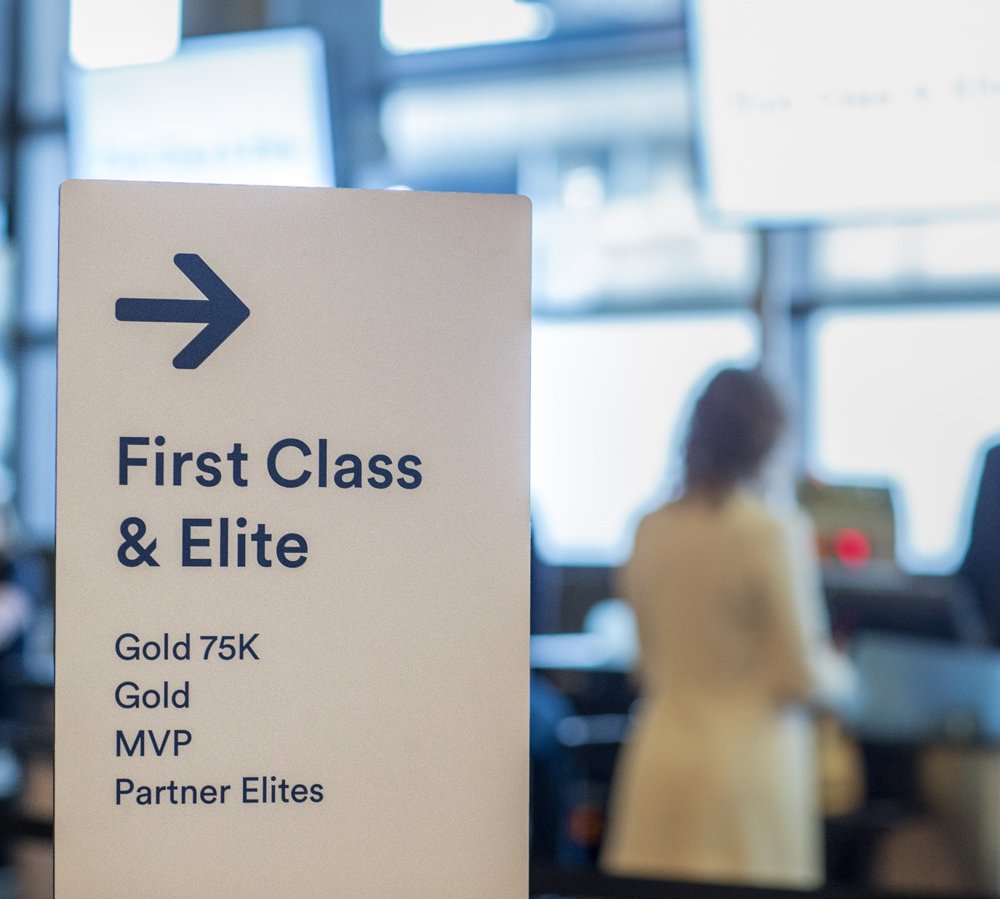 First Class
& Elite
Gold 75K
Gold
MVP
Partner Elites